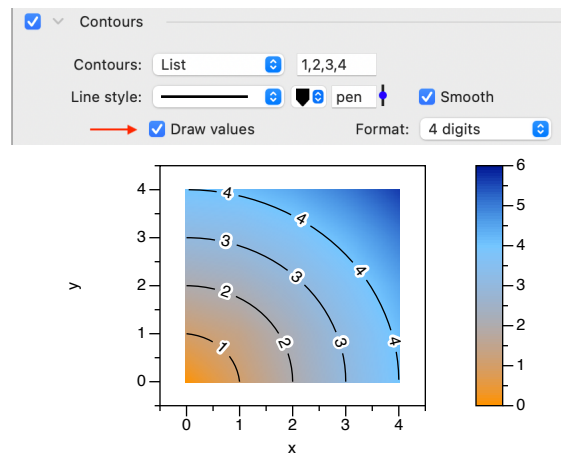 Contours
Contours: List 1,2,3,4
Line style: pen Smooth
Draw values Format: 4 digits
4
3
2
1
0
y
0 1 2 3 4
x
4 4 4 4
3 3 3
2 2
1
6
5
4
3
2
1
0